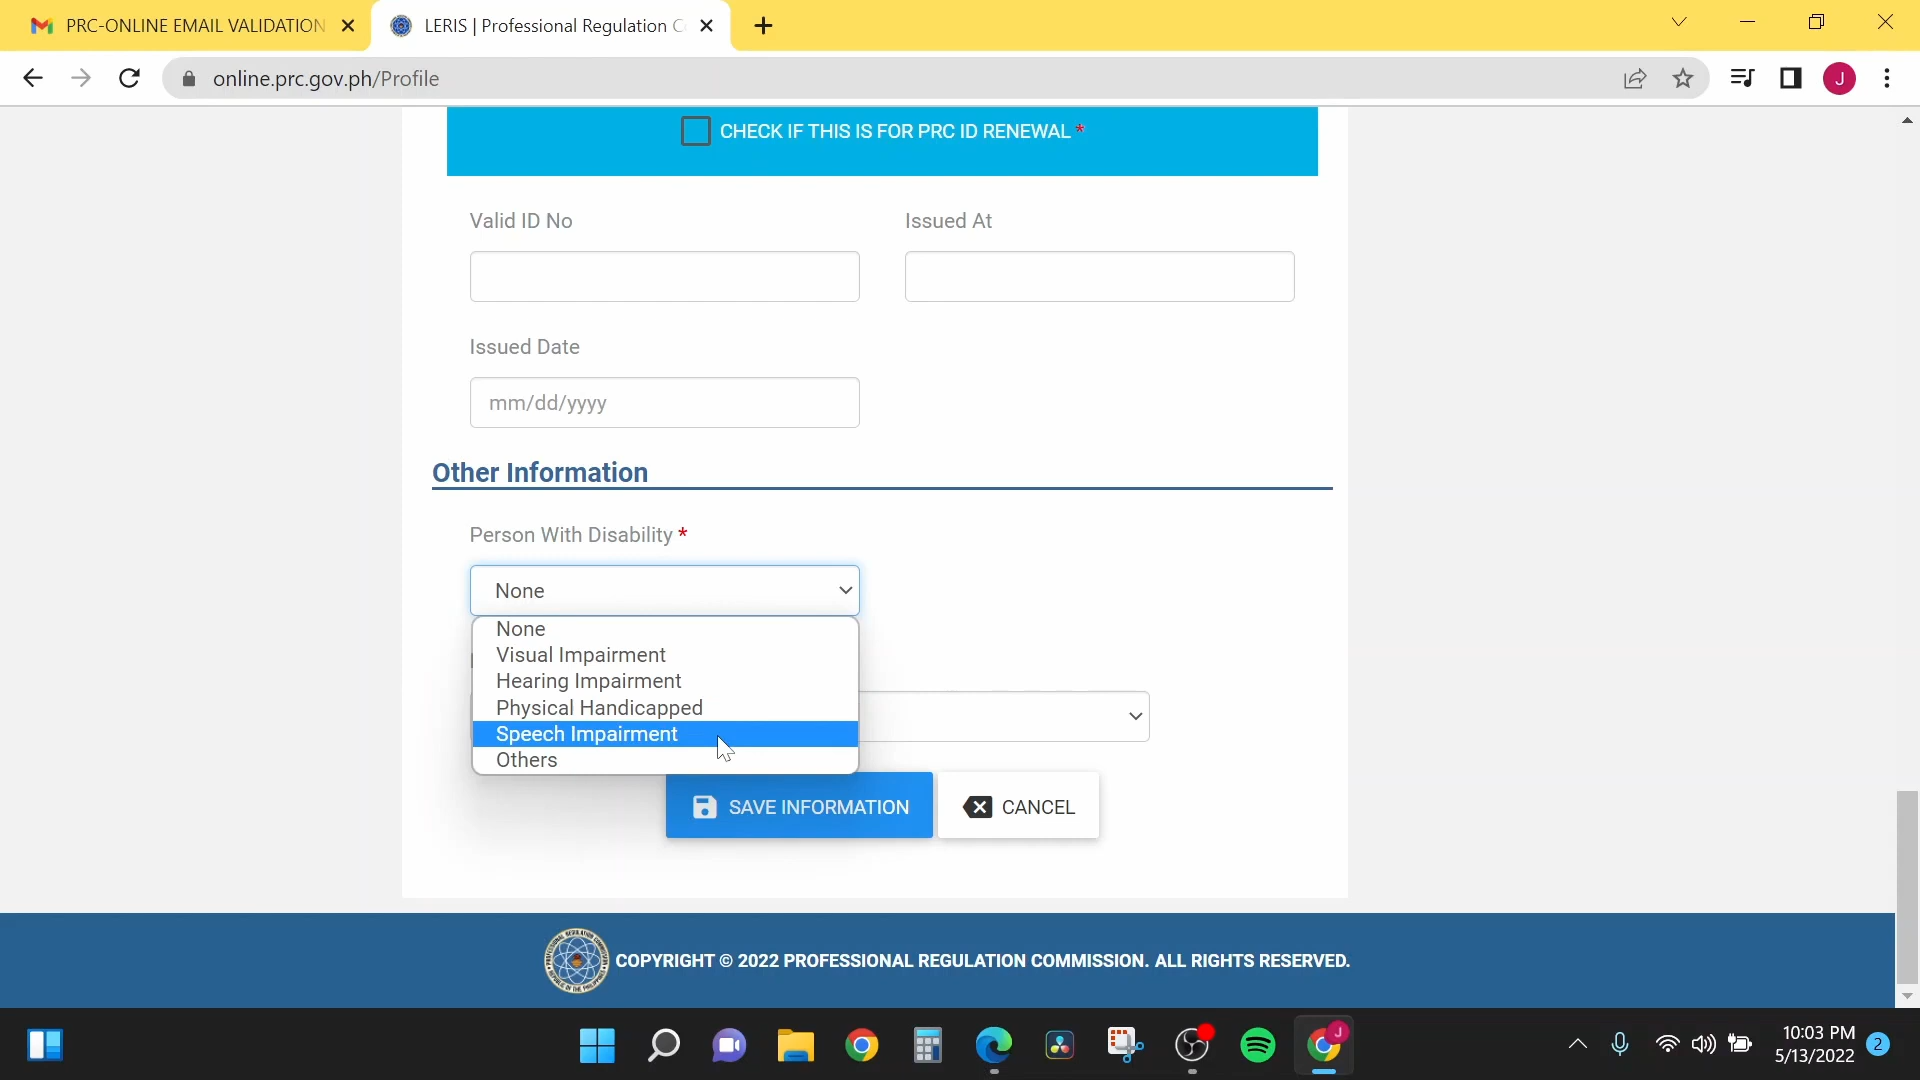 PRC-ONLINE EMAIL VALIDATION
LERIS | Professional Regulation C
online.prc.gov.ph/Profile
J
CHECK IF THIS IS FOR PRC ID RENEWAL *
Valid ID No
Issued At
Issued Date
mm/dd/yyyy
Other Information
Person With Disability *
None
None
Visual Impairment
Hearing Impairment
Physical Handicapped
Speech Impairment
Others
SAVE INFORMATION
CANCEL
COPYRIGHT © 2022 PROFESSIONAL REGULATION COMMISSION. ALL RIGHTS RESERVED.
J
10:03 PM
5/13/2022
2